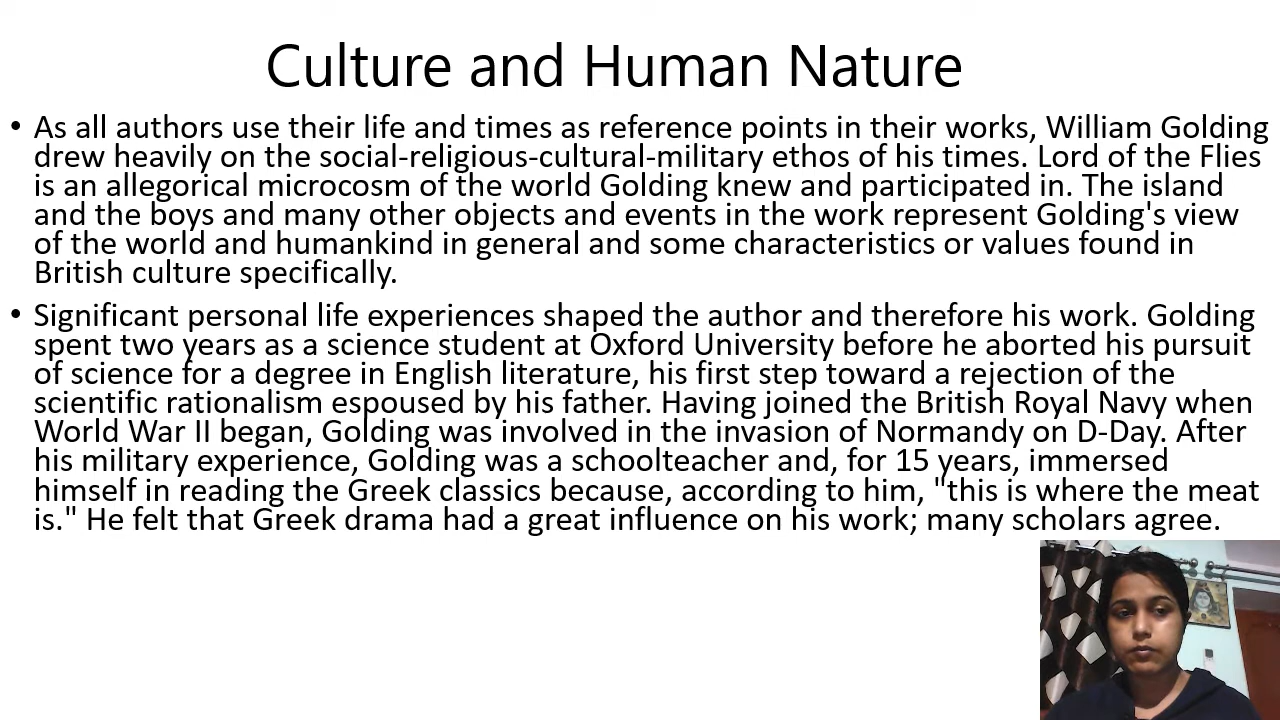 Culture and Human Nature
• As all authors use their life and times as reference points in their works, William Golding
drew heavily on the social-religious-cultural-military ethos of his times. Lord of the Flies
is an allegorical microcosm of the world Golding knew and participated in. The island
and the boys and many other objects and events in the work represent Golding's view
of the world and humankind in general and some characteristics or values found in
British culture specifically.
• Significant personal life experiences shaped the author and therefore his work. Golding
spent two years as a science student at Oxford University before he aborted his pursuit
of science for a degree in English literature, his first step toward a rejection of the
scientific rationalism espoused by his father. Having joined the British Royal Navy when
World War II began, Golding was involved in the invasion of Normandy on D-Day. After
his military experience, Golding was a schoolteacher and, for 15 years, immersed
himself in reading the Greek classics because, according to him, "this is where the meat
is." He felt that Greek drama had a great influence on his work; many scholars agree.